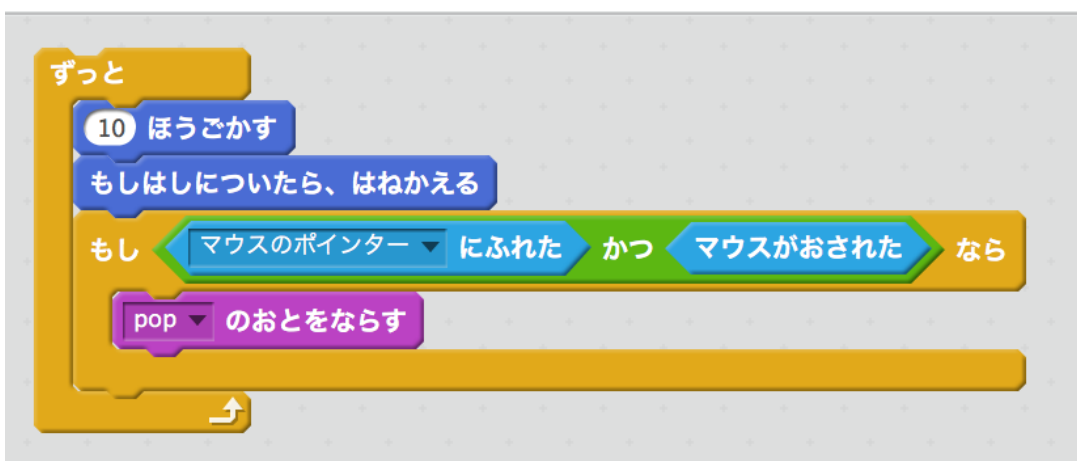 ずっと
10 ほうごかす
もしはしについたら、はねかえる
もし マウスのポインター にふれた かつ マウスがおされた なら
pop のおとをならす